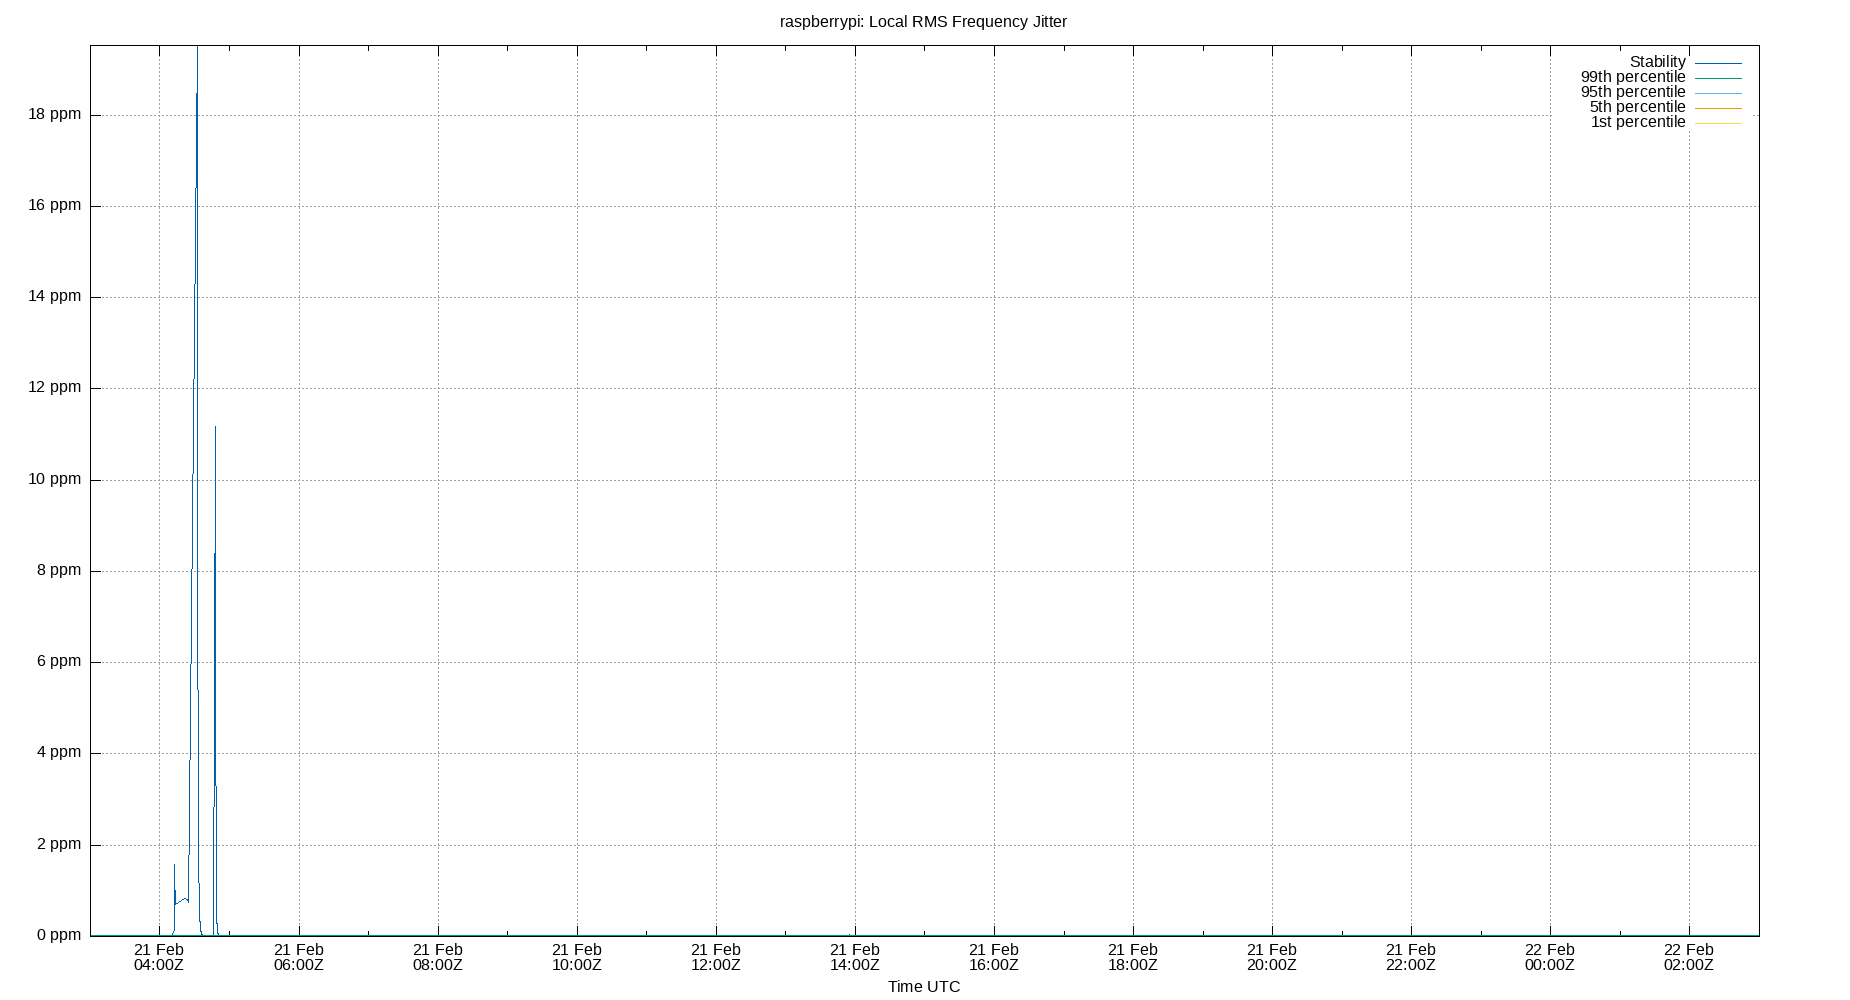 raspberrypi: Local RMS Frequency Jitter
Stability
99th percentile
95th percentile
5th percentile
1st percentile
18 ppm
16 ppm
14 ppm
12 ppm
10 ppm
8 ppm
6 ppm
4 ppm
2 ppm
0 ppm
21 Feb 21 Feb 21 Feb 21 Feb 21 Feb 21 Feb 21 Feb 21 Feb 21 Feb 21 Feb 22 Feb 22 Feb
04:00Z 06:00Z 08:00Z 10:00Z 12:00Z 14:00Z 16:00Z 18:00Z 20:00Z 22:00Z 00:00Z 02:00Z
Time UTC